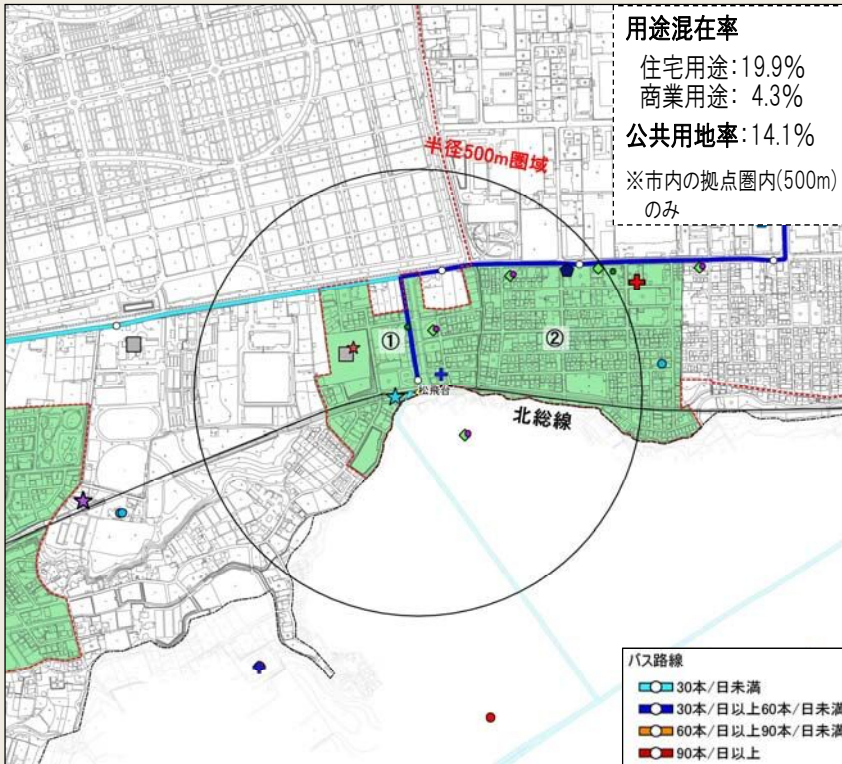 用途混在率
住宅用途:19.9%
商業用途: 4.3%
公共用地率:14.1%
※市内の拠点圏内(500m)
のみ
半径500m圏域
①
②
松飛台
北総線
バス路線
30本/日未満
30本/日以上60本/日未満
60本/日以上90本/日未満
90本/日以上